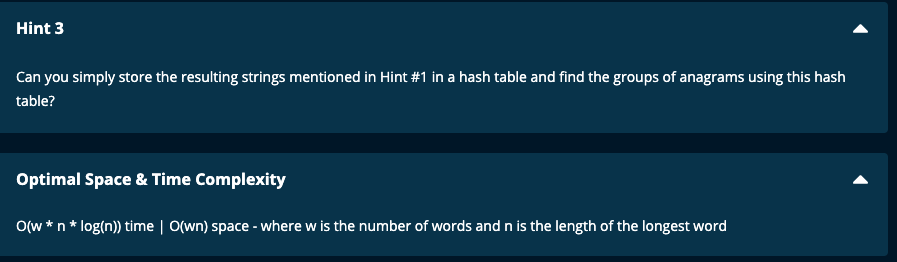 Hint 3
Can you simply store the resulting strings mentioned in Hint #1 in a hash table and find the groups of anagrams using this hash
table?
Optimal Space & Time Complexity
O(w * n * log(n)) time | O(wn) space - where w is the number of words and n is the length of the longest word